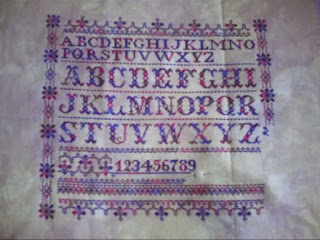 ABCDEFGHIJKLMNO
PQRSTUVWXYZ
ABCDEFGHI
JKLMNOPQR
STUVWXYZ
123456789